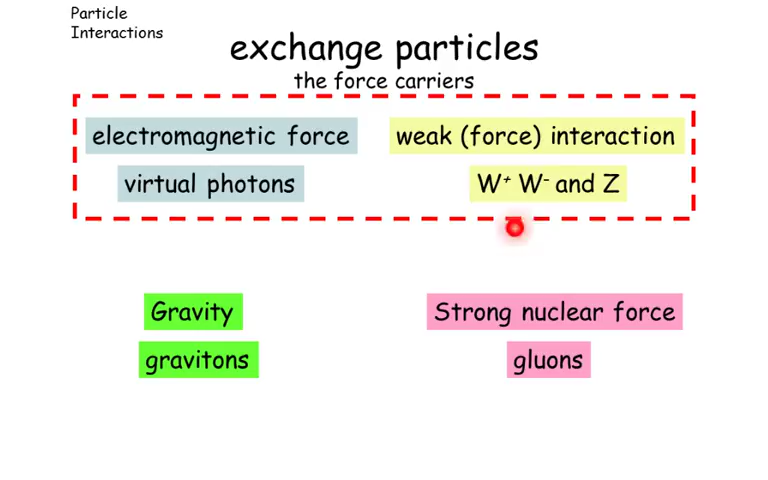 Particle
Interactions
exchange particles
the force carriers
electromagnetic force
weak (force) interaction
virtual photons
W⁺ W⁻ and Z
Gravity
Strong nuclear force
gravitons
gluons